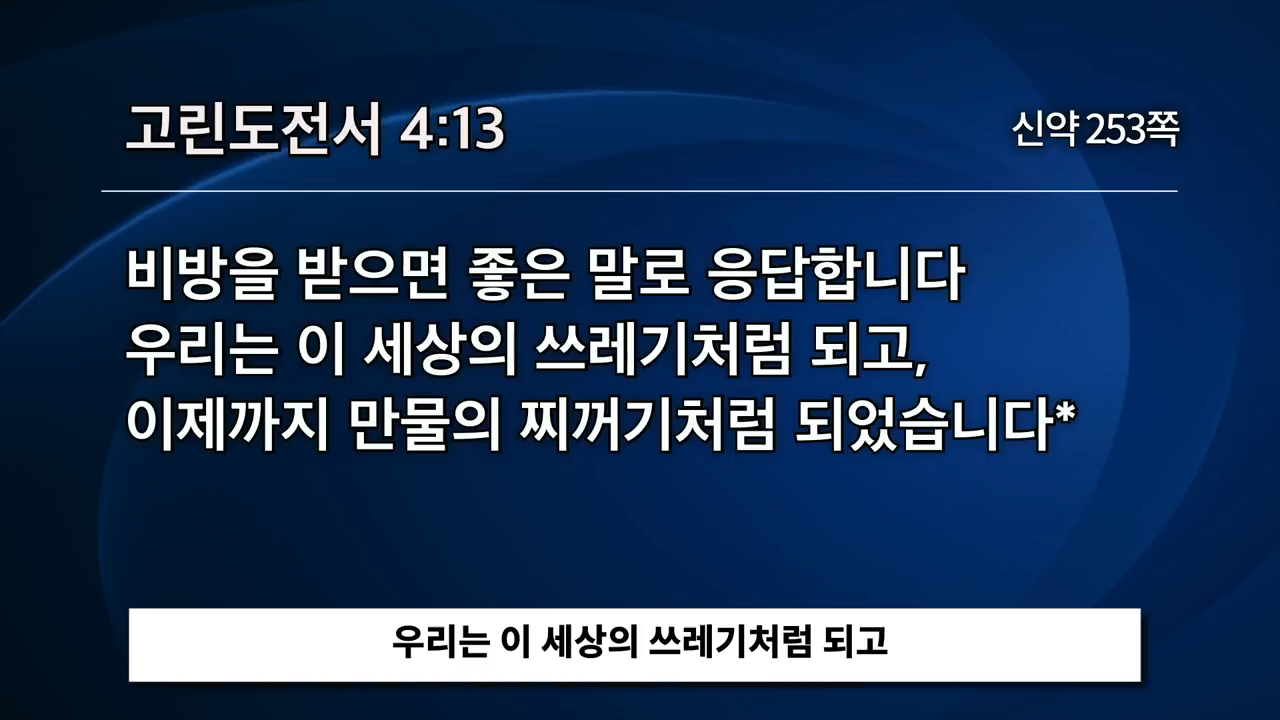 고린도전서 4:13
신약 253쪽
비방을 받으면 좋은 말로 응답합니다
우리는 이 세상의 쓰레기처럼 되고,
이제까지 만물의 찌꺼기처럼 되었습니다*
우리는 이 세상의 쓰레기처럼 되고